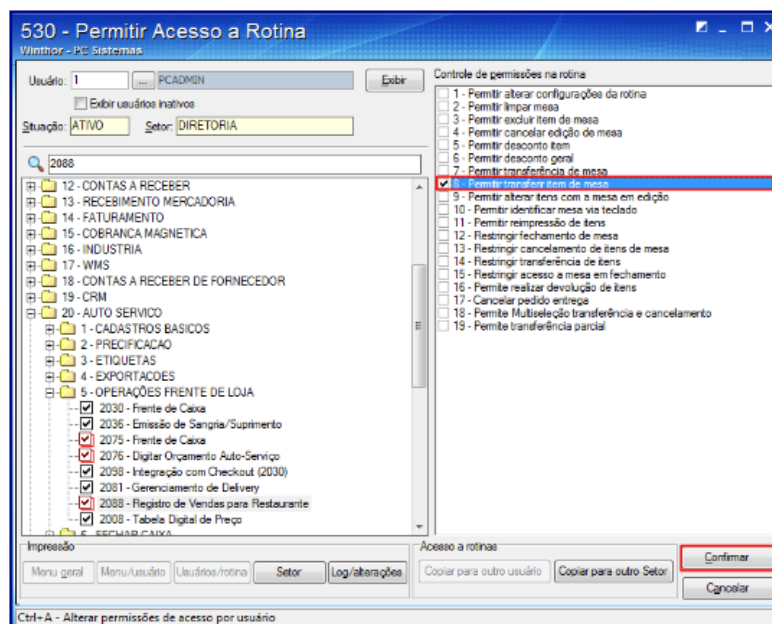 530 - Permitir Acesso a Rotina
Winthor - PC Sistemas
Usuário: 1 ... PCADMIN Exibir
Exibir usuários inativos
Situação: ATIVO Setor: DIRETORIA
2088
12 - CONTAS A RECEBER
13 - RECEBIMENTO MERCADORIA
14 - FATURAMENTO
15 - COBRANCA MAGNETICA
16 - INDUSTRIA
17 - WMS
18 - CONTAS A RECEBER DE FORNECEDOR
19 - CRM
20 - AUTO SERVICO
1 - CADASTROS BASICOS
2 - PRECIFICACAO
3 - ETIQUETAS
4 - EXPORTACOES
5 - OPERAÇÕES FRENTE DE LOJA
2030 - Frente de Caixa
2036 - Emissão de Sangria/Suprimento
2075 - Frente de Caixa
2076 - Digitar Orçamento Auto-Serviço
2098 - Integração com Checkout (2030)
2081 - Gerenciamento de Delivery
2088 - Registro de Vendas para Restaurante
2008 - Tabela Digital de Preço
6 - FECHAR CAIXA
Controle de permissões na rotina
1 - Permitir alterar configurações da rotina
2 - Permitir limpar mesa
3 - Permitir excluir item de mesa
4 - Permitir cancelar edição de mesa
5 - Permitir desconto item
6 - Permitir desconto geral
7 - Permitir transferência de mesa
8 - Permitir transferir item de mesa
9 - Permitir alterar itens com a mesa em edição
10 - Permitir identificar mesa via teclado
11 - Permitir reimpressão de itens
12 - Restringir fechamento de mesa
13 - Restringir cancelamento de itens de mesa
14 - Restringir transferência de itens
15 - Restringir acesso a mesa em fechamento
16 - Permite realizar devolução de itens
17 - Cancelar pedido entrega
18 - Permite Multiseleção transferência e cancelamento
19 - Permite transferência parcial
Impressão
Menu geral Menu/usuário Usuários/rotina Setor Log/alterações
Acesso a rotinas
Copiar para outro usuário Copiar para outro Setor
Confirmar
Cancelar
Ctrl+A - Alterar permissões de acesso por usuário